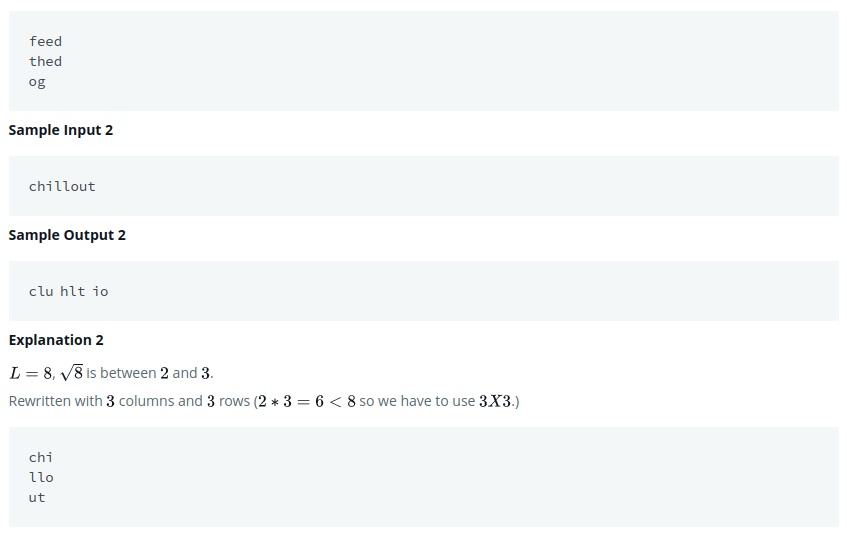 feed
thed
og
Sample Input 2
chillout
Sample Output 2
clu hlt io
Explanation 2
L = 8, √8 is between 2 and 3.
Rewritten with 3 columns and 3 rows (2 * 3 = 6 < 8 so we have to use 3X3.)
chi
llo
ut